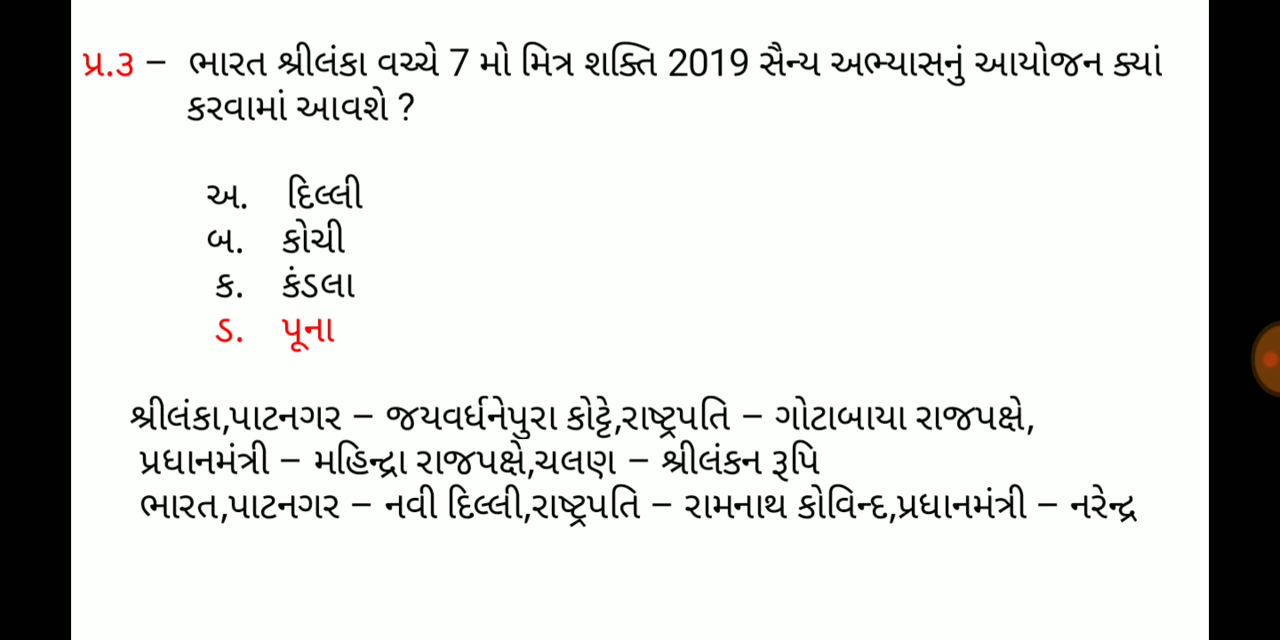 પ્ર.૩ – ભારત શ્રીલંકા વચ્ચે 7 મો મિત્ર શક્તિ 2019 સૈન્ય અભ્યાસનું આયોજન ક્યાં
કરવામાં આવશે ?
અ. દિલ્લી
બ. કોચી
ક. કંડલા
ડ. પૂના
શ્રીલંકા,પાટનગર – જયવર્ધનેપુરા કોટ્ટે,રાષ્ટ્રપતિ – ગોટાબાયા રાજપક્ષે,
પ્રધાનમંત્રી – મહિન્દ્રા રાજપક્ષે,ચલણ – શ્રીલંકન રૂપિ
ભારત,પાટનગર – નવી દિલ્લી,રાષ્ટ્રપતિ – રામનાથ કોવિન્દ,પ્રધાનમંત્રી – નરેન્દ્ર